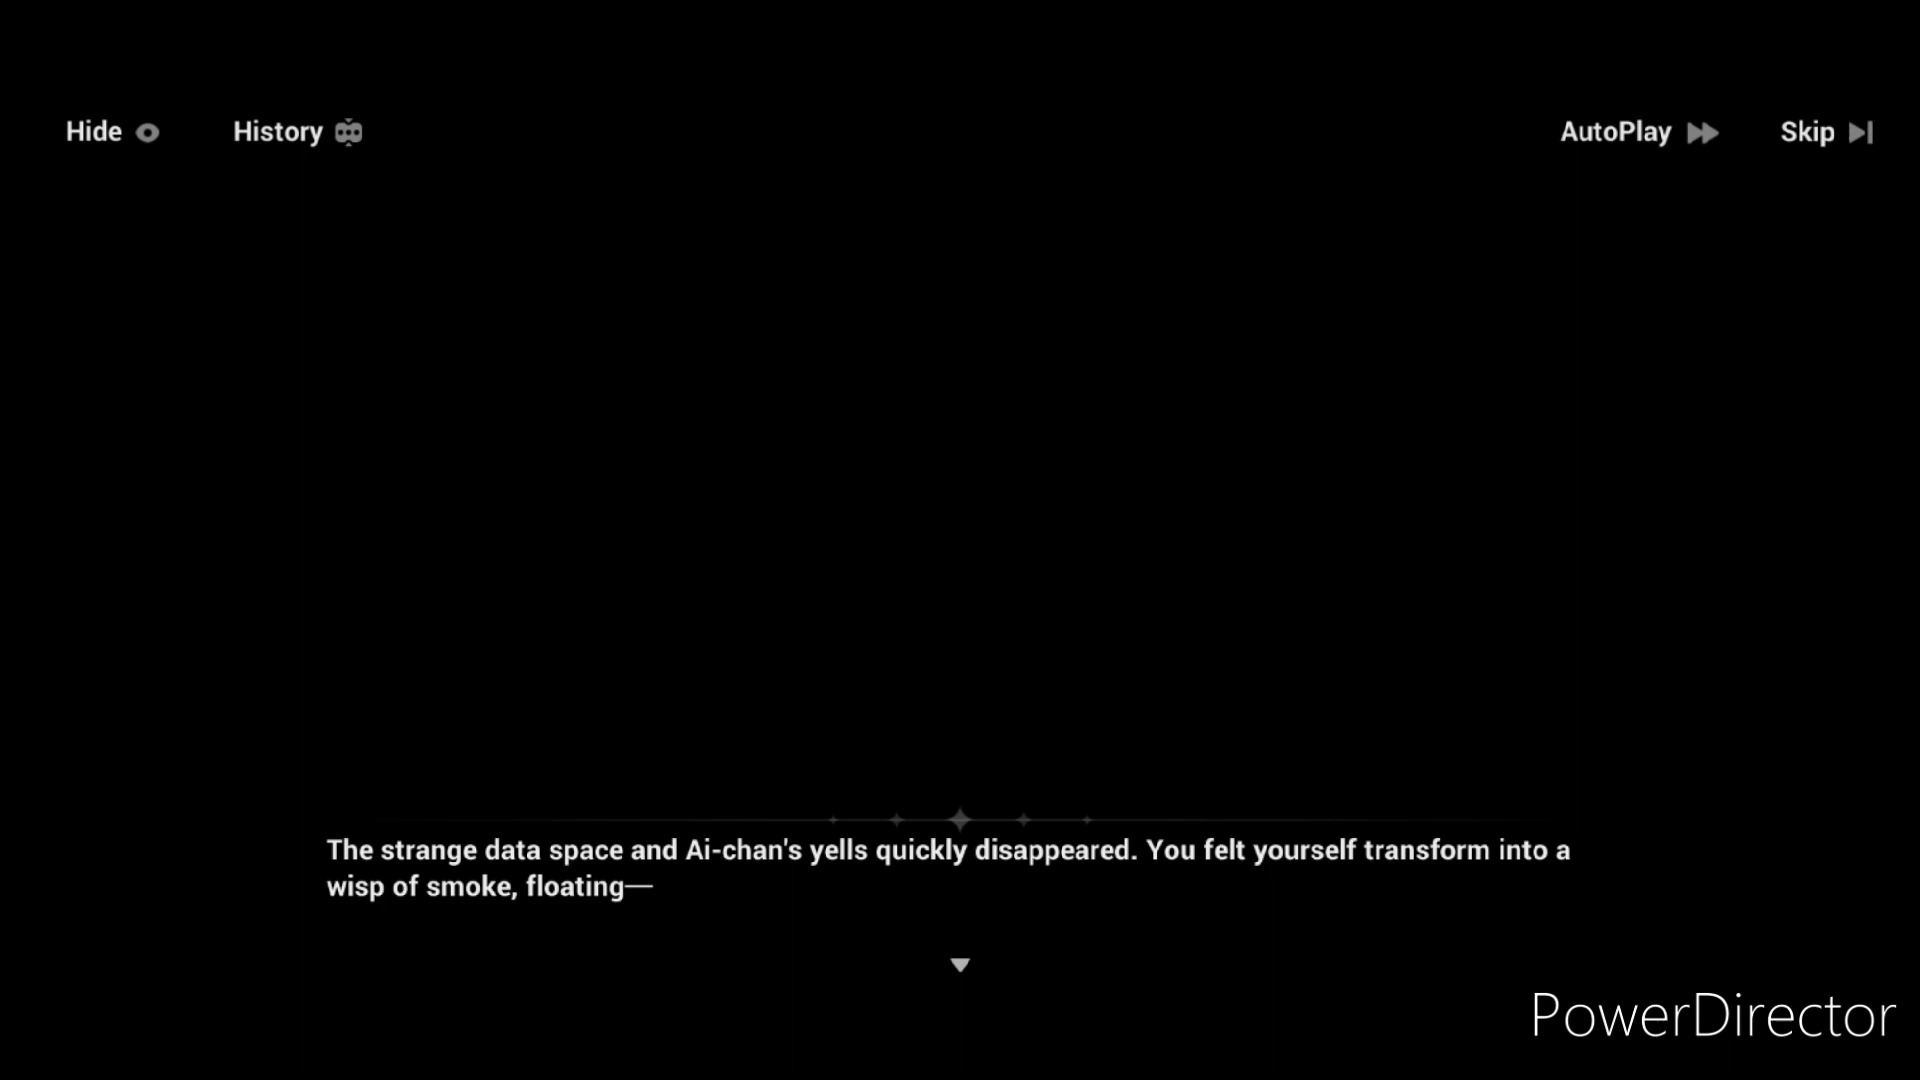 Hide
History
AutoPlay
Skip
The strange data space and Ai-chan's yells quickly disappeared. You felt yourself transform into a
wisp of smoke, floating—
PowerDirector